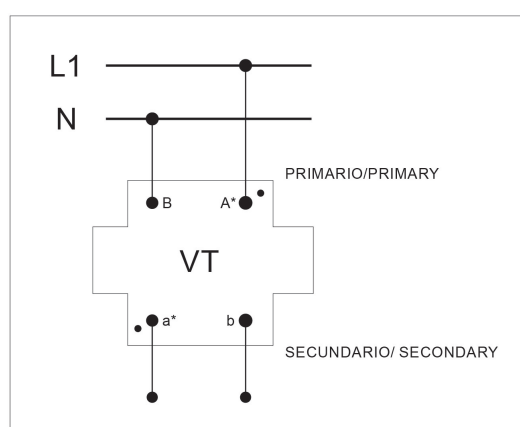 L1
N
PRIMARIO/PRIMARY
B A*
VT
a* b
SECUNDARIO/ SECONDARY